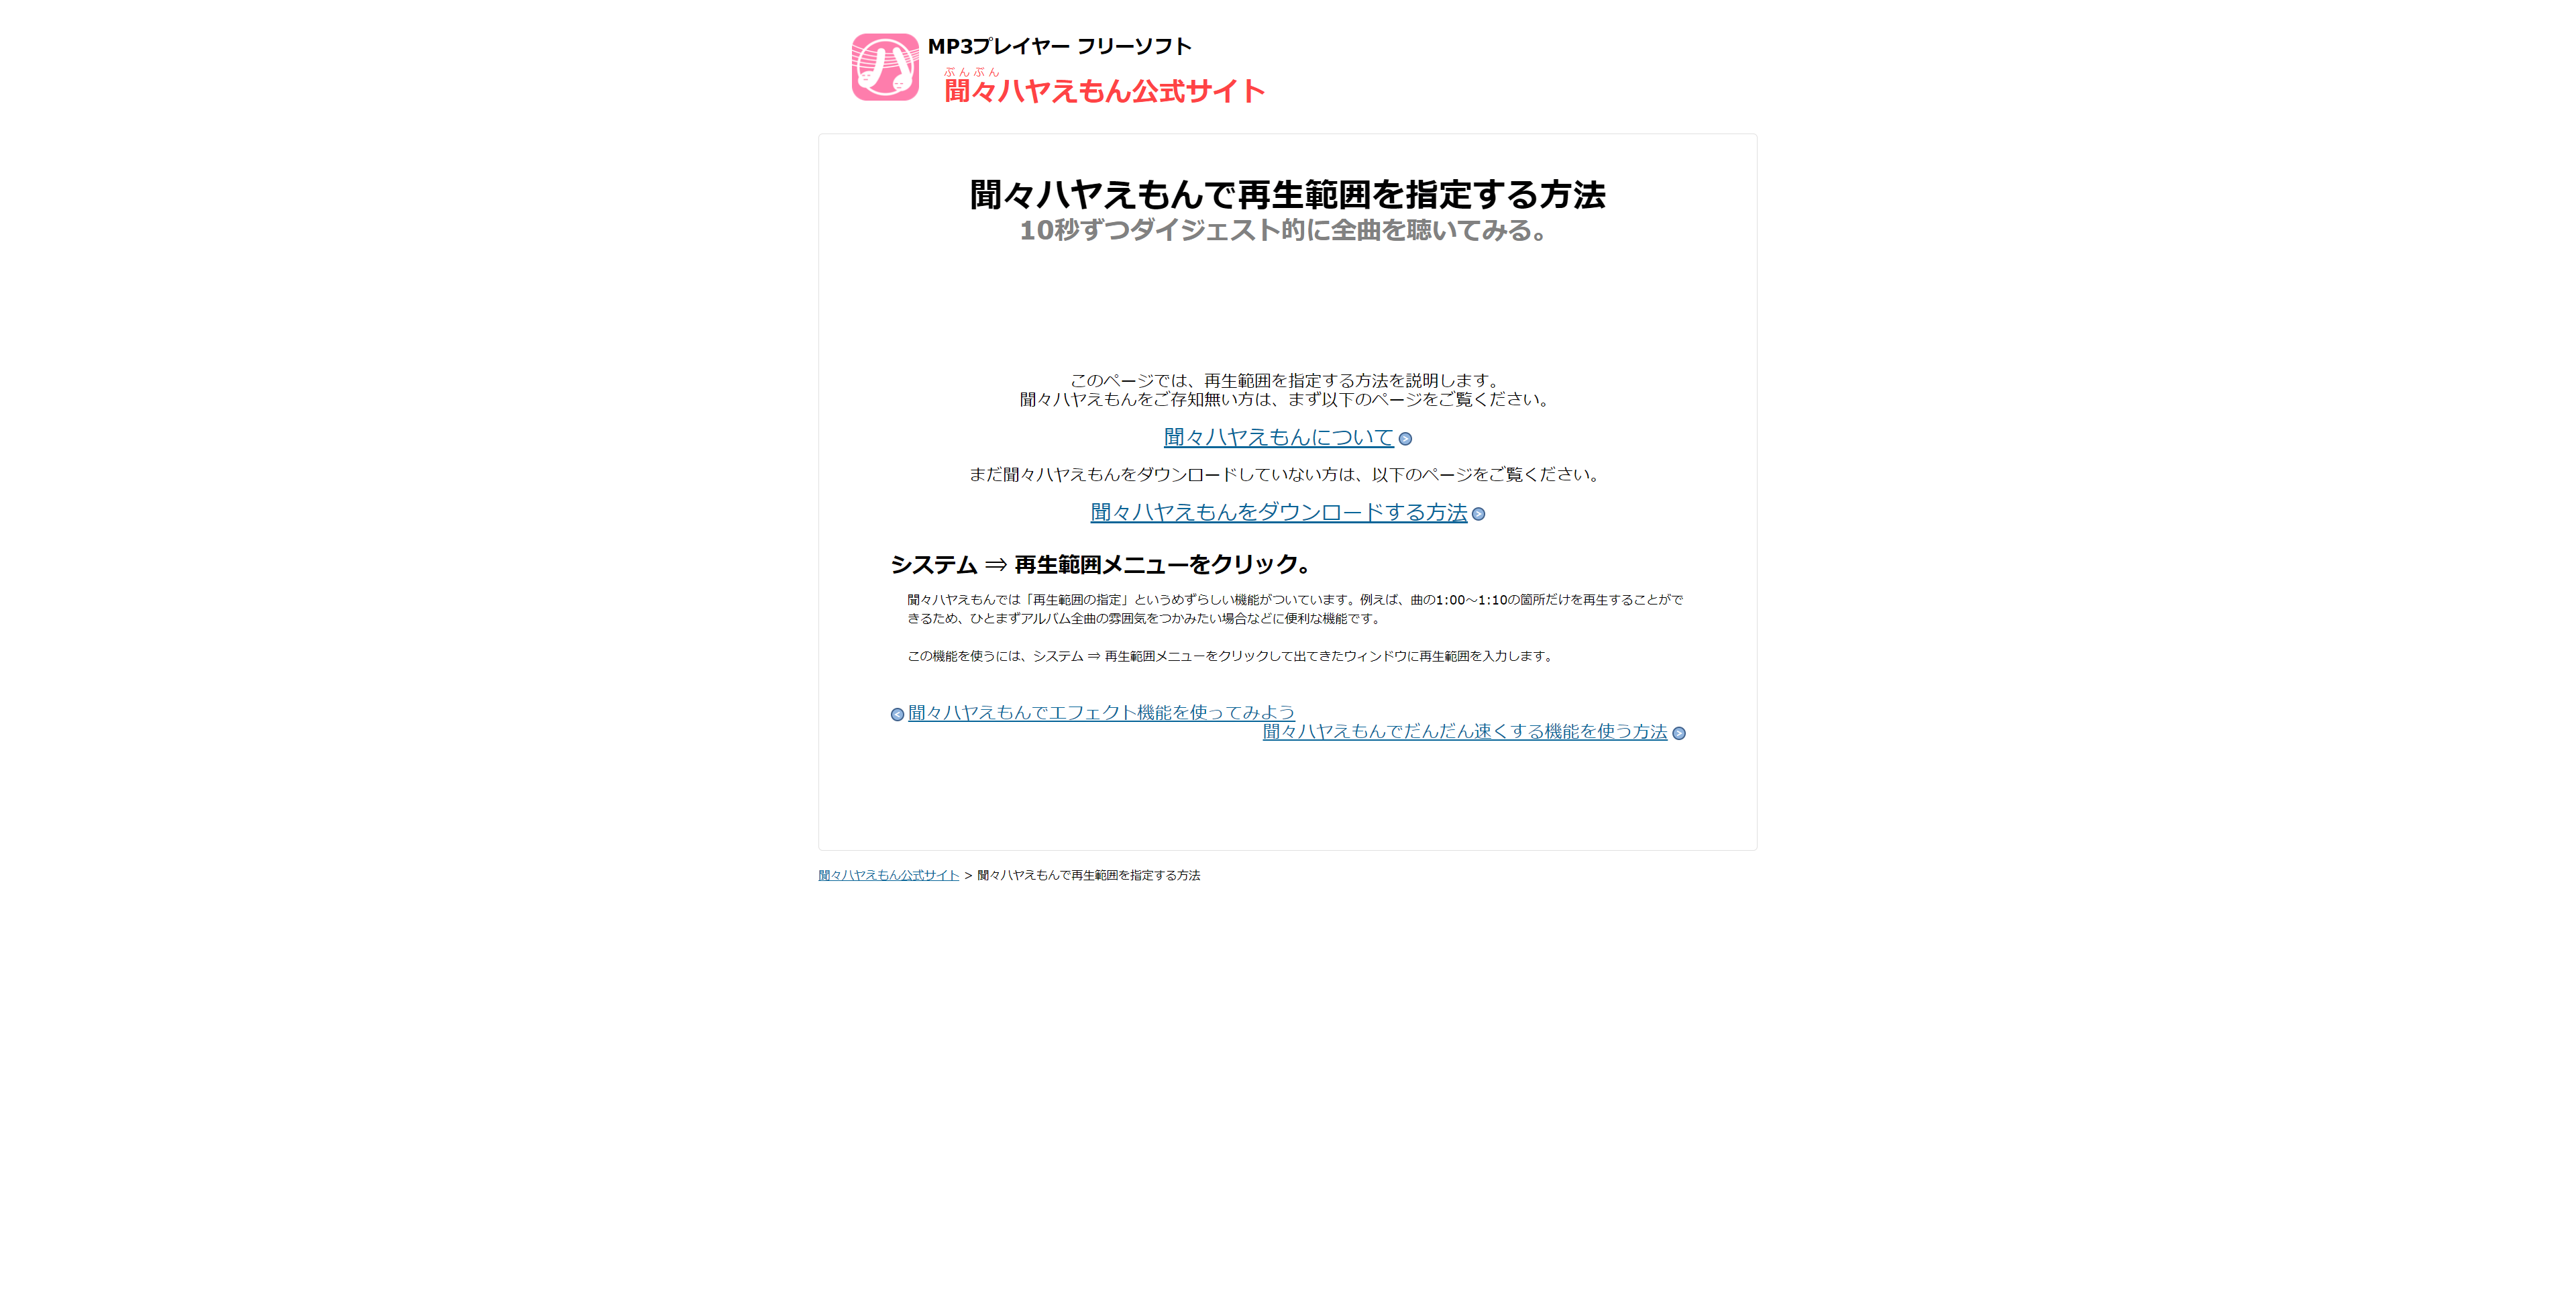 MP3プレイヤー フリーソフト
ぶんぶん
聞々ハヤえもん公式サイト
聞々ハヤえもんで再生範囲を指定する方法
10秒ずつダイジェスト的に全曲を聴いてみる。
このページでは、再生範囲を指定する方法を説明します。
聞々ハヤえもんをご存知無い方は、まず以下のページをご覧ください。
聞々ハヤえもんについて
まだ聞々ハヤえもんをダウンロードしていない方は、以下のページをご覧ください。
聞々ハヤえもんをダウンロードする方法
システム ⇒ 再生範囲メニューをクリック。
聞々ハヤえもんでは「再生範囲の指定」というめずらしい機能がついています。例えば、曲の1:00～1:10の箇所だけを再生することがで
きるため、ひとまずアルバム全曲の雰囲気をつかみたい場合などに便利な機能です。
この機能を使うには、システム ⇒ 再生範囲メニューをクリックして出てきたウィンドウに再生範囲を入力します。
聞々ハヤえもんでエフェクト機能を使ってみよう
聞々ハヤえもんでだんだん速くする機能を使う方法
聞々ハヤえもん公式サイト > 聞々ハヤえもんで再生範囲を指定する方法